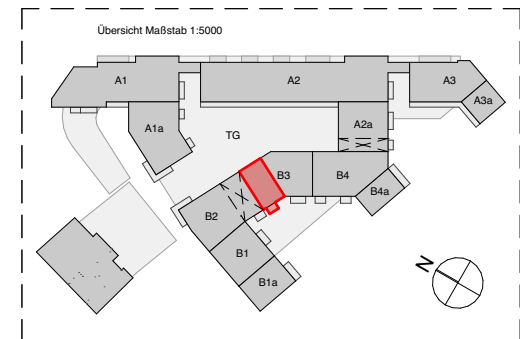 Übersicht Maßstab 1:5000
A1
A2
A3
A3a
A1a
TG
A2a
B3
B4
B4a
B2
B1
B1a
N